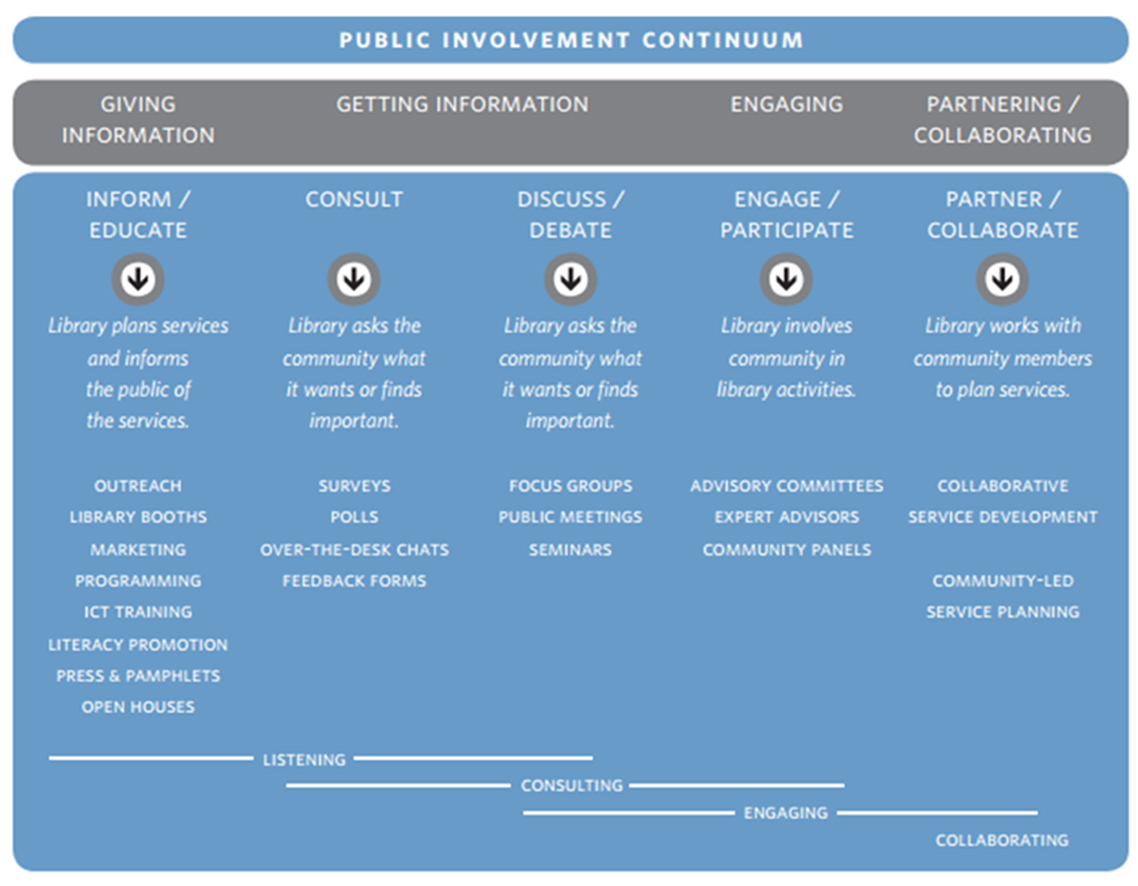 PUBLIC INVOLVEMENT CONTINUUM
GIVING
INFORMATION
GETTING INFORMATION
ENGAGING
PARTNERING /
COLLABORATING
INFORM /
EDUCATE
Library plans services
and informs
the public of
the services.
OUTREACH
LIBRARY BOOTHS
MARKETING
PROGRAMMING
ICT TRAINING
LITERACY PROMOTION
PRESS & PAMPHLETS
OPEN HOUSES
CONSULT
Library asks the
community what
it wants or finds
important.
SURVEYS
POLLS
OVER-THE-DESK CHATS
FEEDBACK FORMS
DISCUSS /
DEBATE
Library asks the
community what
it wants or finds
important.
FOCUS GROUPS
PUBLIC MEETINGS
SEMINARS
ENGAGE /
PARTICIPATE
Library involves
community in
library activities.
ADVISORY COMMITTEES
EXPERT ADVISORS
COMMUNITY PANELS
PARTNER /
COLLABORATE
Library works with
community members
to plan services.
COLLABORATIVE
SERVICE DEVELOPMENT
COMMUNITY-LED
SERVICE PLANNING
LISTENING
CONSULTING
ENGAGING
COLLABORATING